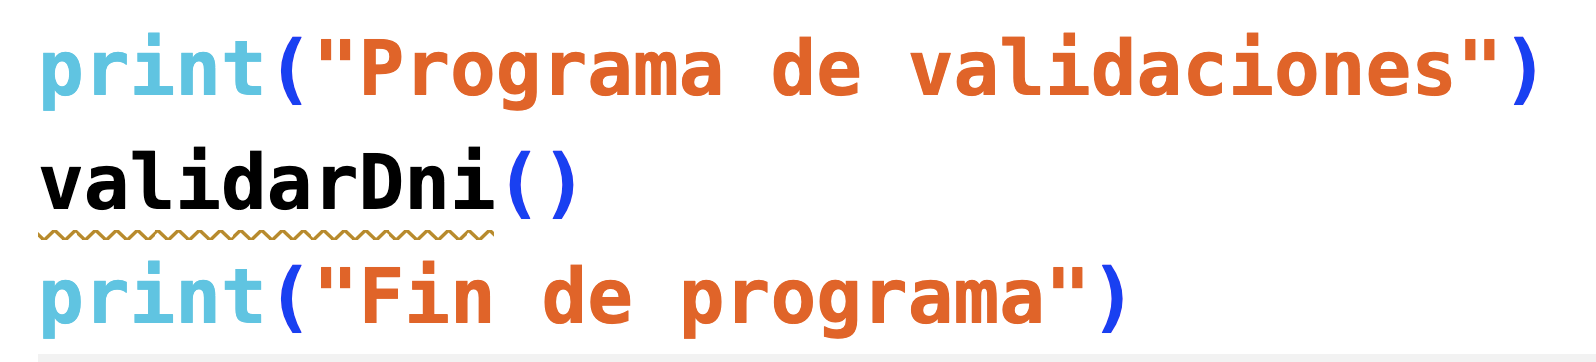 print("Programa de validaciones")
validarDni()
print("Fin de programa")